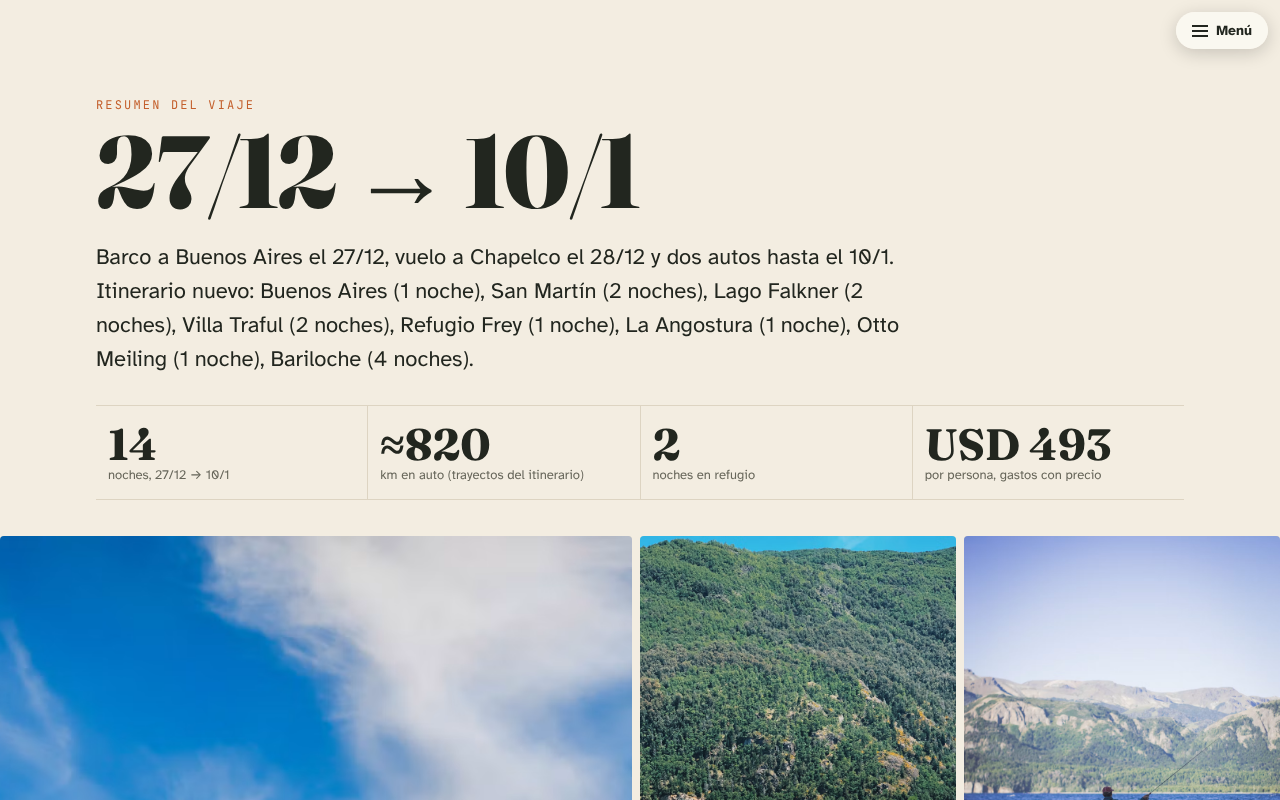 Menú
RESUMEN DEL VIAJE
27/12 → 10/1
Barco a Buenos Aires el 27/12, vuelo a Chapelco el 28/12 y dos autos hasta el 10/1.
Itinerario nuevo: Buenos Aires (1 noche), San Martín (2 noches), Lago Falkner (2
noches), Villa Traful (2 noches), Refugio Frey (1 noche), La Angostura (1 noche), Otto
Meiling (1 noche), Bariloche (4 noches).
14
noches, 27/12 → 10/1
≈820
km en auto (trayectos del itinerario)
2
noches en refugio
USD 493
por persona, gastos con precio